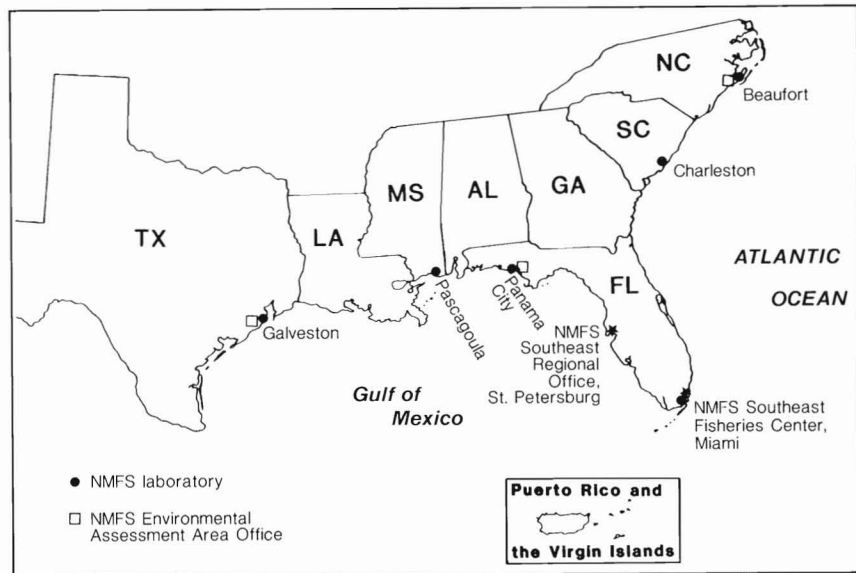 NC
Beaufort
SC
Charleston
MS
AL
GA
TX
LA
ATLANTIC
OCEAN
FL
Pascagoula
Panama
City
Galveston
NMFS
Southeast
Regional
Office,
St. Petersburg
Gulf of
Mexico
NMFS Southeast
Fisheries Center,
Miami
NMFS laboratory
NMFS Environmental
Assessment Area Office
Puerto Rico and
the Virgin Islands